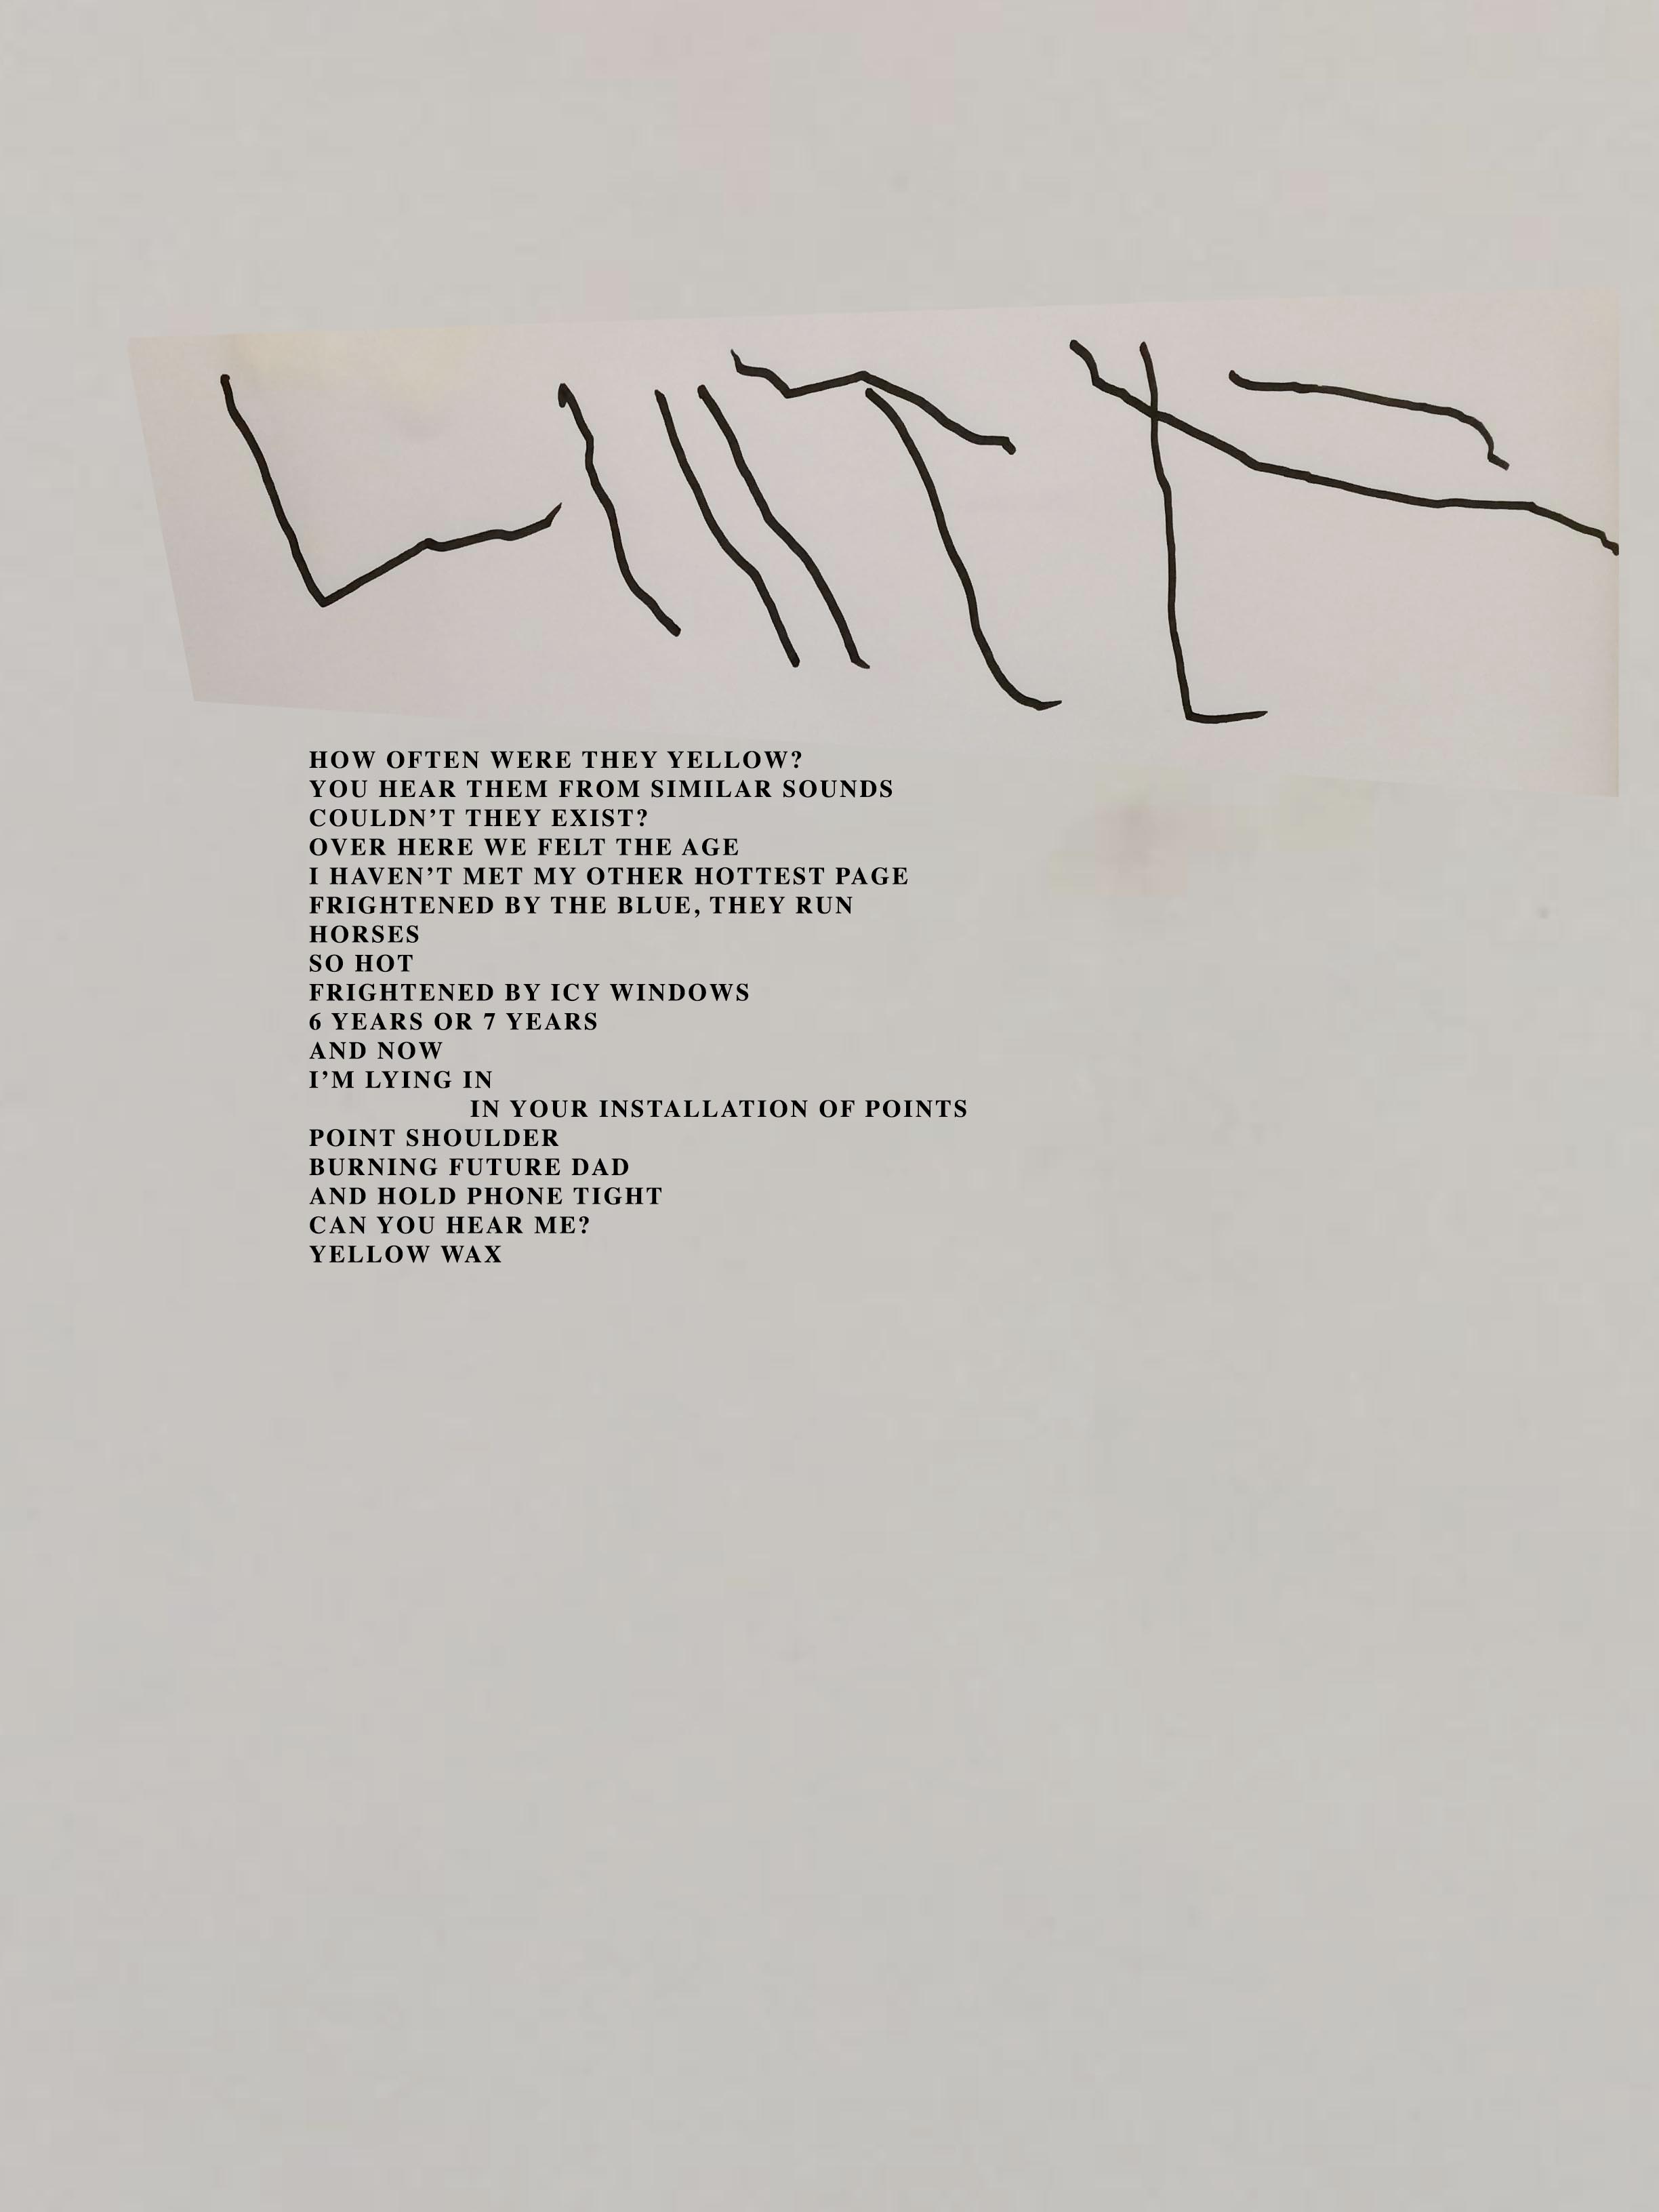 HOW OFTEN WERE THEY YELLOW?
YOU HEAR THEM FROM SIMILAR SOUNDS
COULDN’T THEY EXIST?
OVER HERE WE FELT THE AGE
I HAVEN’T MET MY OTHER HOTTEST PAGE
FRIGHTENED BY THE BLUE, THEY RUN
HORSES
SO HOT
FRIGHTENED BY ICY WINDOWS
6 YEARS OR 7 YEARS
AND NOW
I’M LYING IN
IN YOUR INSTALLATION OF POINTS
POINT SHOULDER
BURNING FUTURE DAD
AND HOLD PHONE TIGHT
CAN YOU HEAR ME?
YELLOW WAX